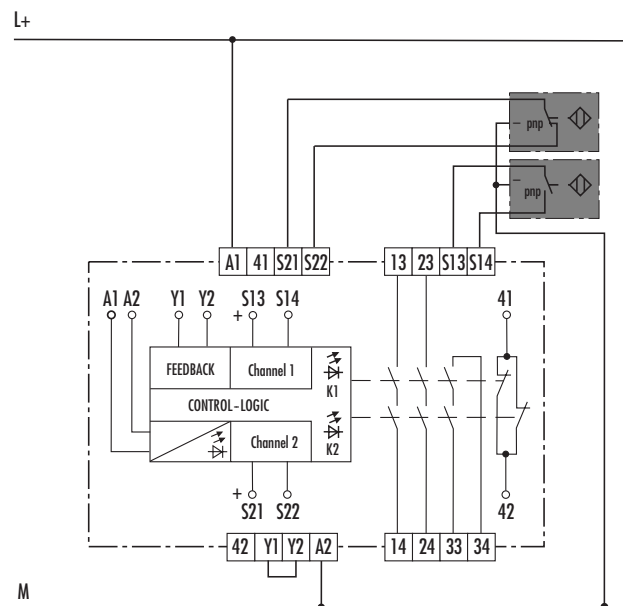 L+
– pnp
– pnp
A1 41 S21 S22
13 23 S13 S14
A1 A2 Y1 Y2 S13 S14 41
+
FEEDBACK Channel 1
K1
CONTROL-LOGIC
Channel 2
K2
+
S21 S22 42
42 Y1 Y2 A2
14 24 33 34
M